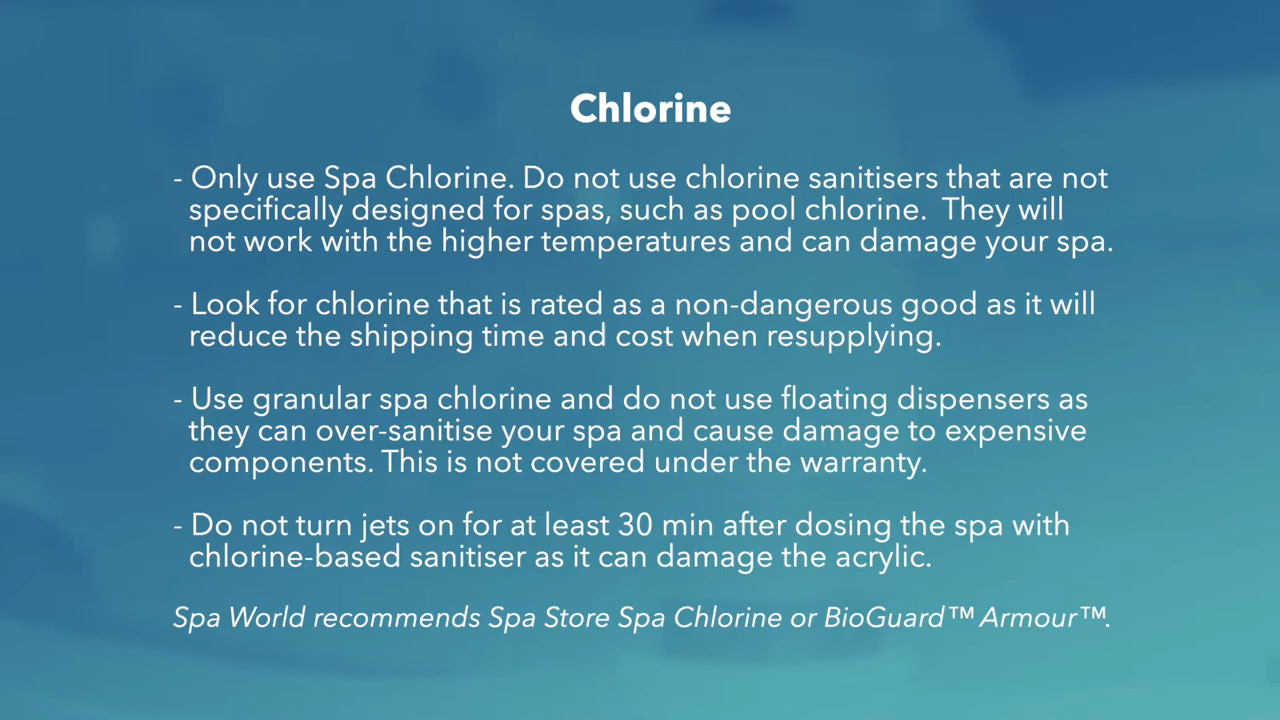 Chlorine
- Only use Spa Chlorine. Do not use chlorine sanitisers that are not
specifically designed for spas, such as pool chlorine.  They will
not work with the higher temperatures and can damage your spa.
- Look for chlorine that is rated as a non-dangerous good as it will
reduce the shipping time and cost when resupplying.
- Use granular spa chlorine and do not use floating dispensers as
they can over-sanitise your spa and cause damage to expensive
components. This is not covered under the warranty.
- Do not turn jets on for at least 30 min after dosing the spa with
chlorine-based sanitiser as it can damage the acrylic.
Spa World recommends Spa Store Spa Chlorine or BioGuard™ Armour™.